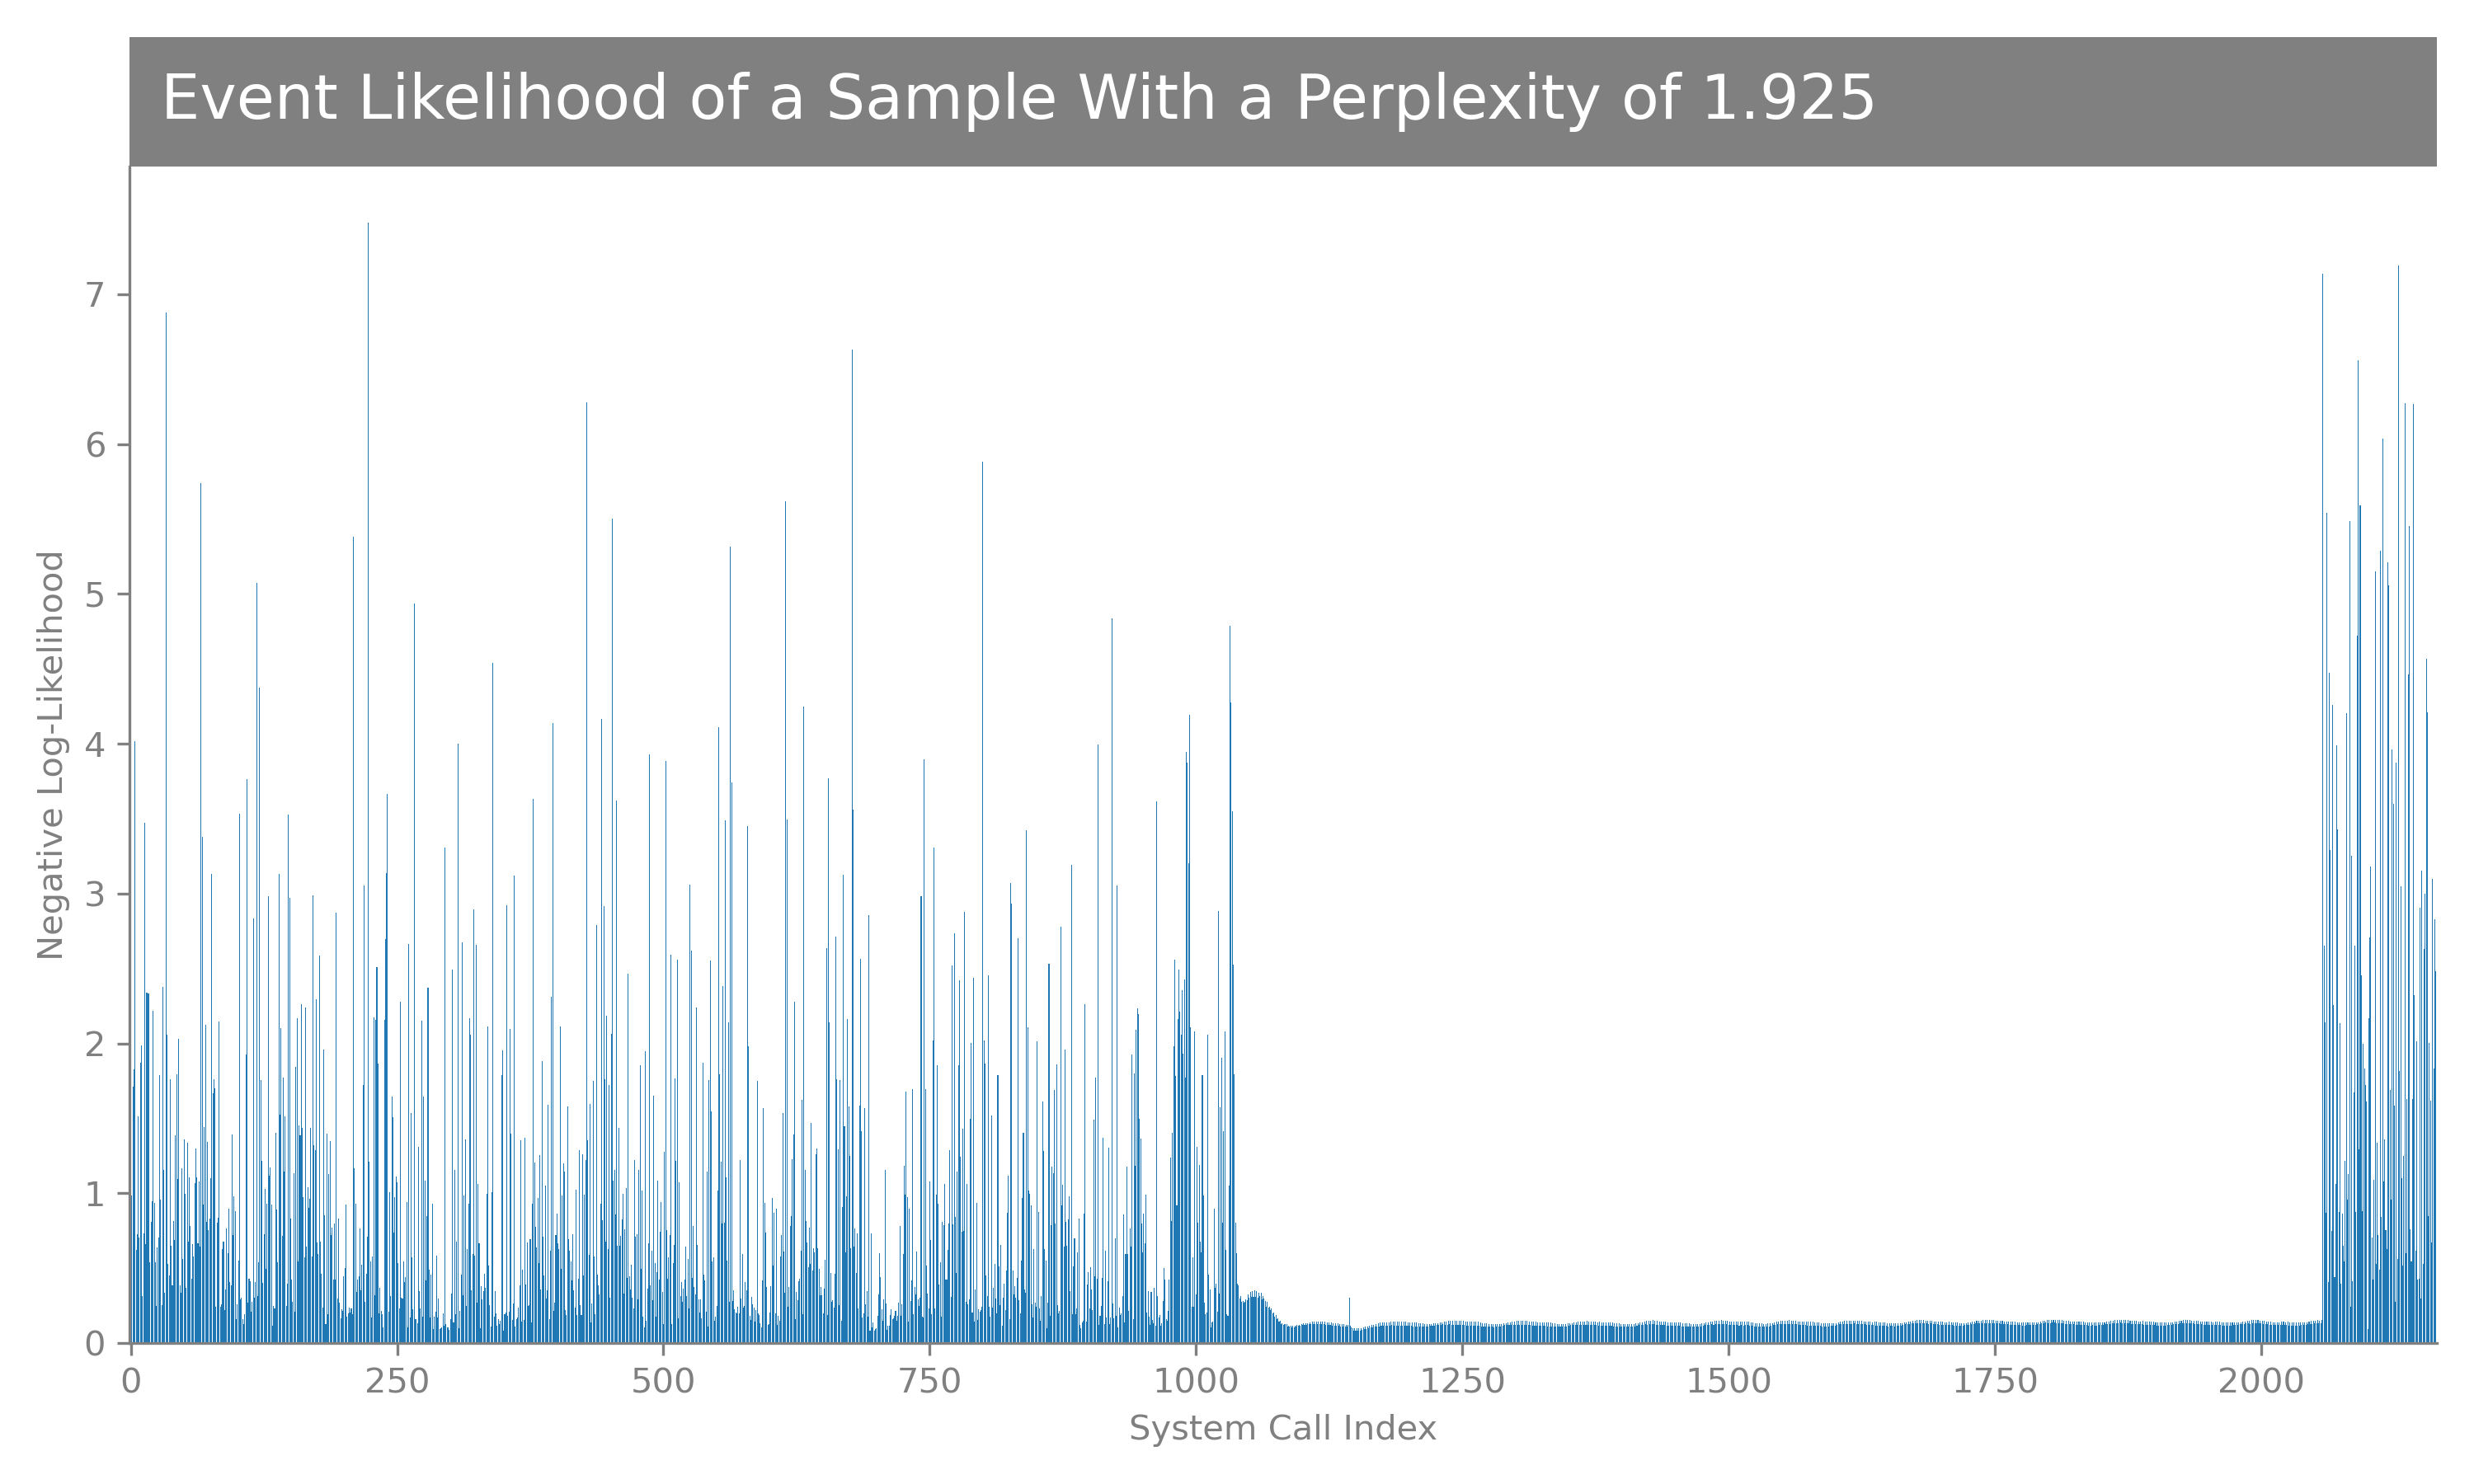 Event Likelihood of a Sample With a Perplexity of 1.925
Negative Log-Likelihood
7
6
5
4
3
2
1
0
0 250 500 750 1000 1250 1500 1750 2000
System Call Index